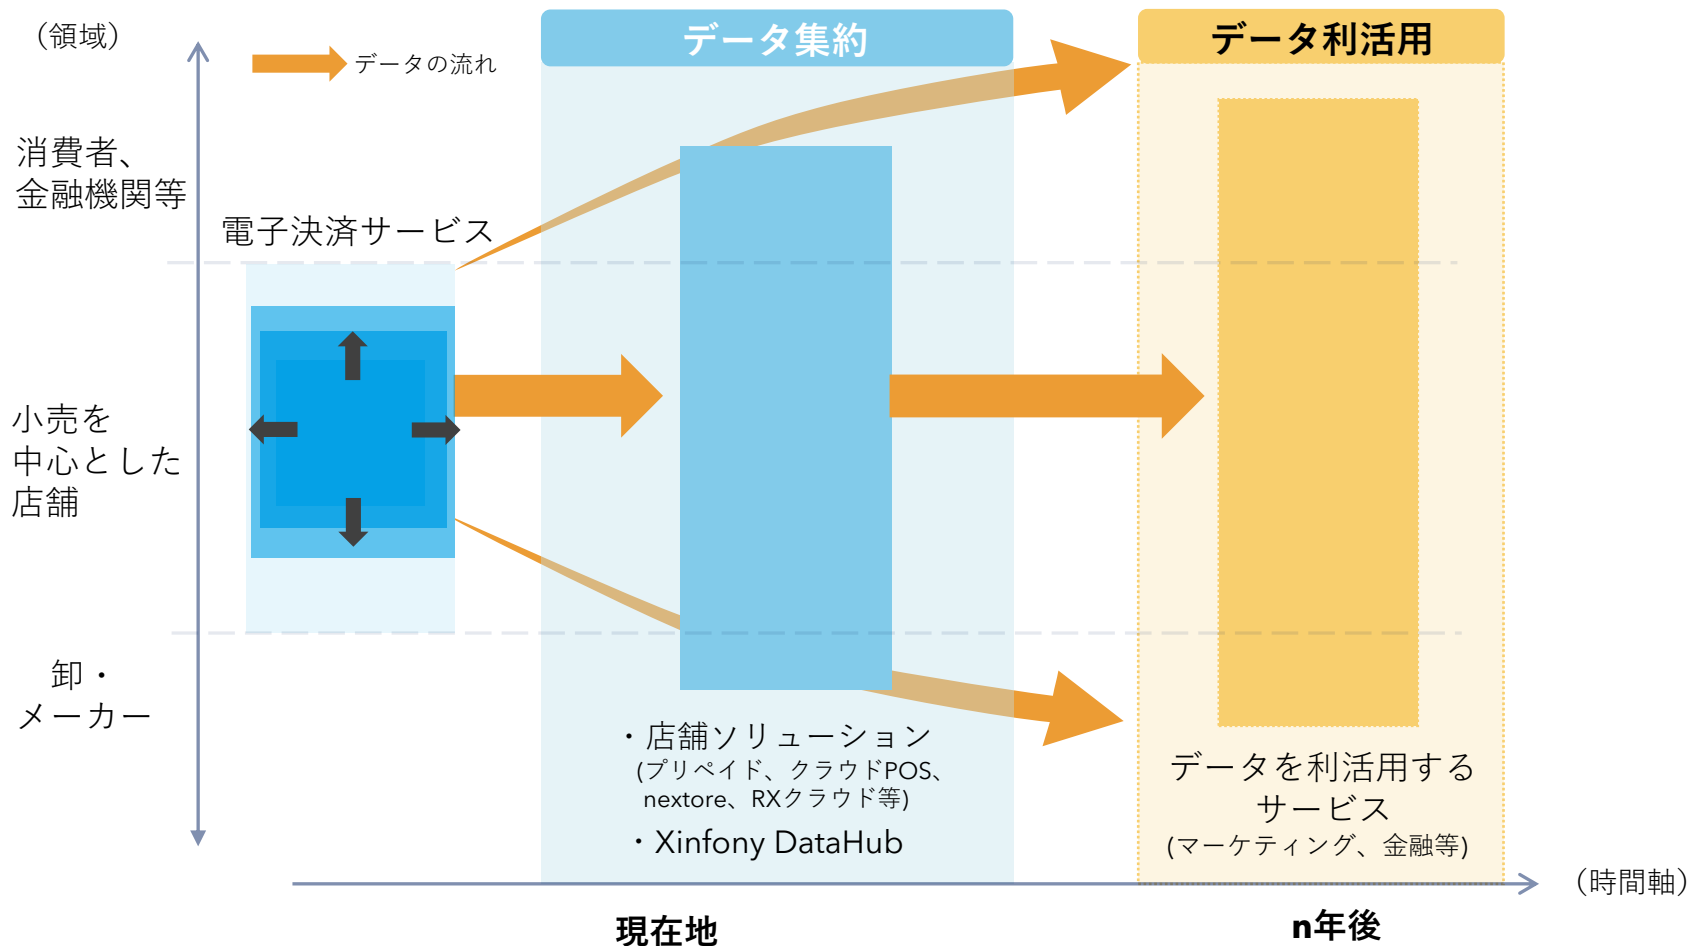 （領域）
データの流れ
データ集約
データ利活用
消費者、
金融機関等
電子決済サービス
小売を
中心とした
店舗
卸・
メーカー
・店舗ソリューション
(プリペイド、クラウドPOS、
nextore、RXクラウド等)
・Xinfony DataHub
データを利活用する
サービス
(マーケティング、金融等)
（時間軸）
現在地
n年後